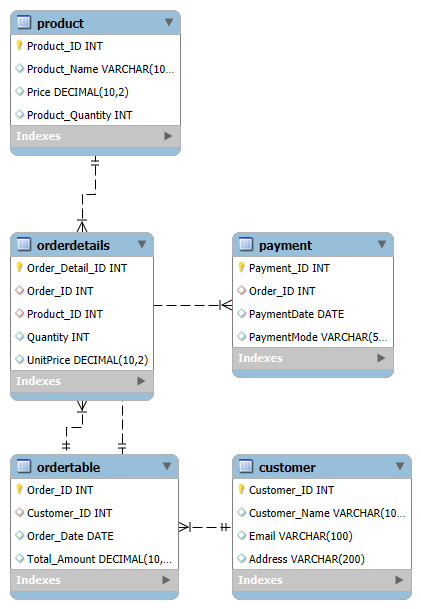 product
Product_ID INT
Product_Name VARCHAR(10...
Price DECIMAL(10,2)
Product_Quantity INT
Indexes
orderdetails
Order_Detail_ID INT
Order_ID INT
Product_ID INT
Quantity INT
UnitPrice DECIMAL(10,2)
Indexes
payment
Payment_ID INT
Order_ID INT
PaymentDate DATE
PaymentMode VARCHAR(5...
Indexes
ordertable
Order_ID INT
Customer_ID INT
Order_Date DATE
Total_Amount DECIMAL(10,...
Indexes
customer
Customer_ID INT
Customer_Name VARCHAR(10...
Email VARCHAR(100)
Address VARCHAR(200)
Indexes